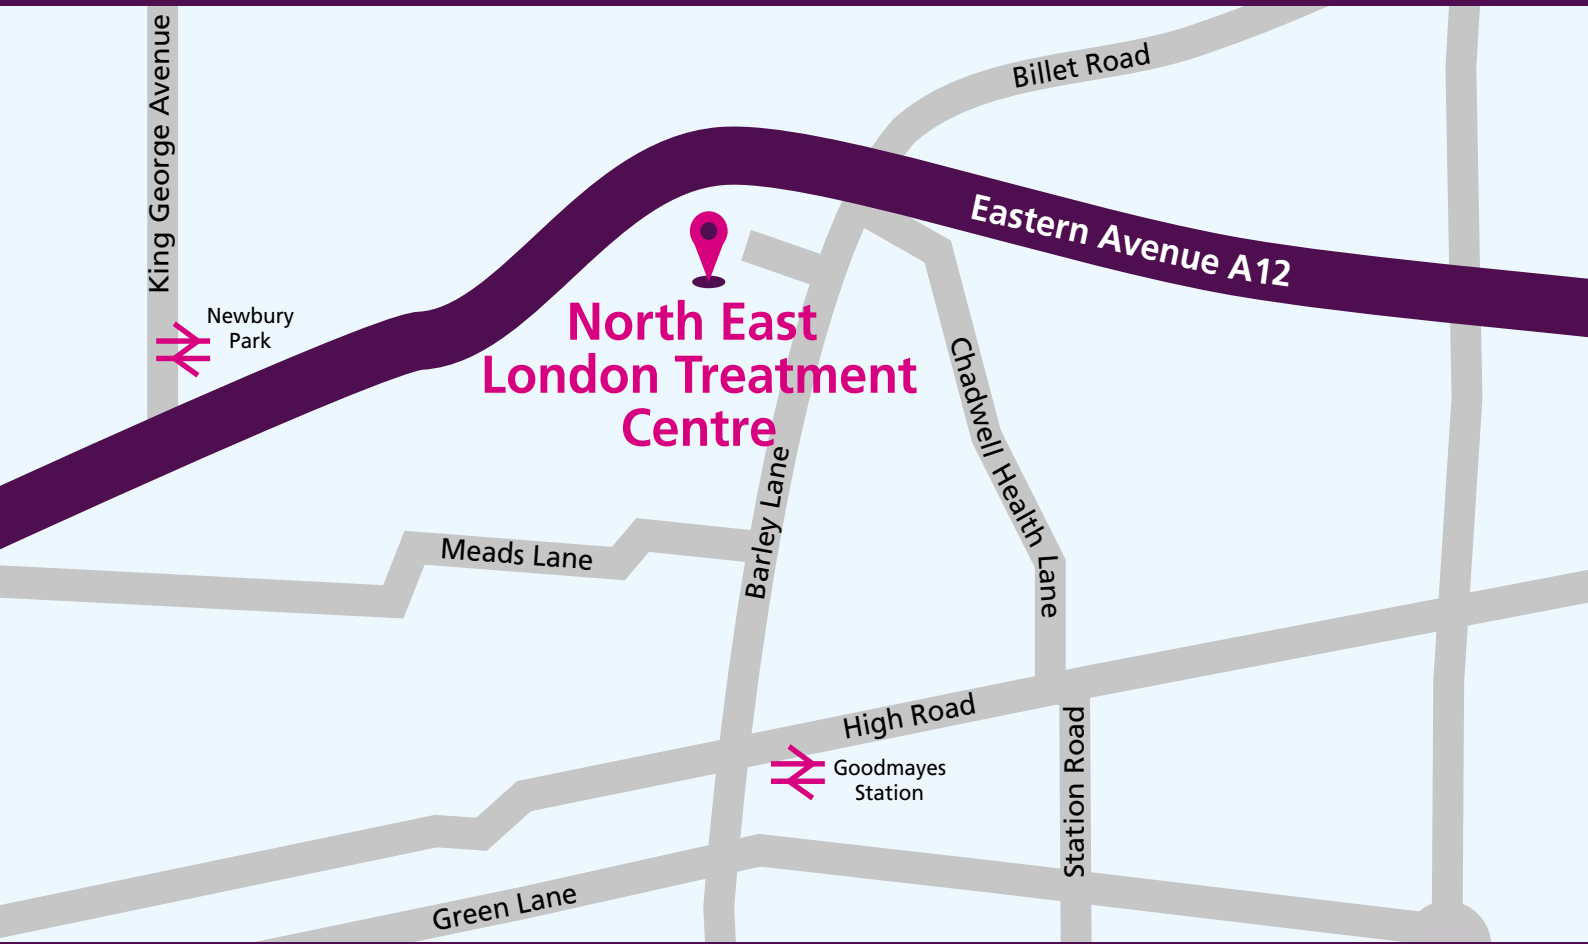 King George Avenue
Billet Road
Eastern Avenue A12
Newbury
Park
North East
London Treatment
Centre
Chadwell Health Lane
Barley Lane
Meads Lane
High Road
Goodmayes
Station
Station Road
Green Lane